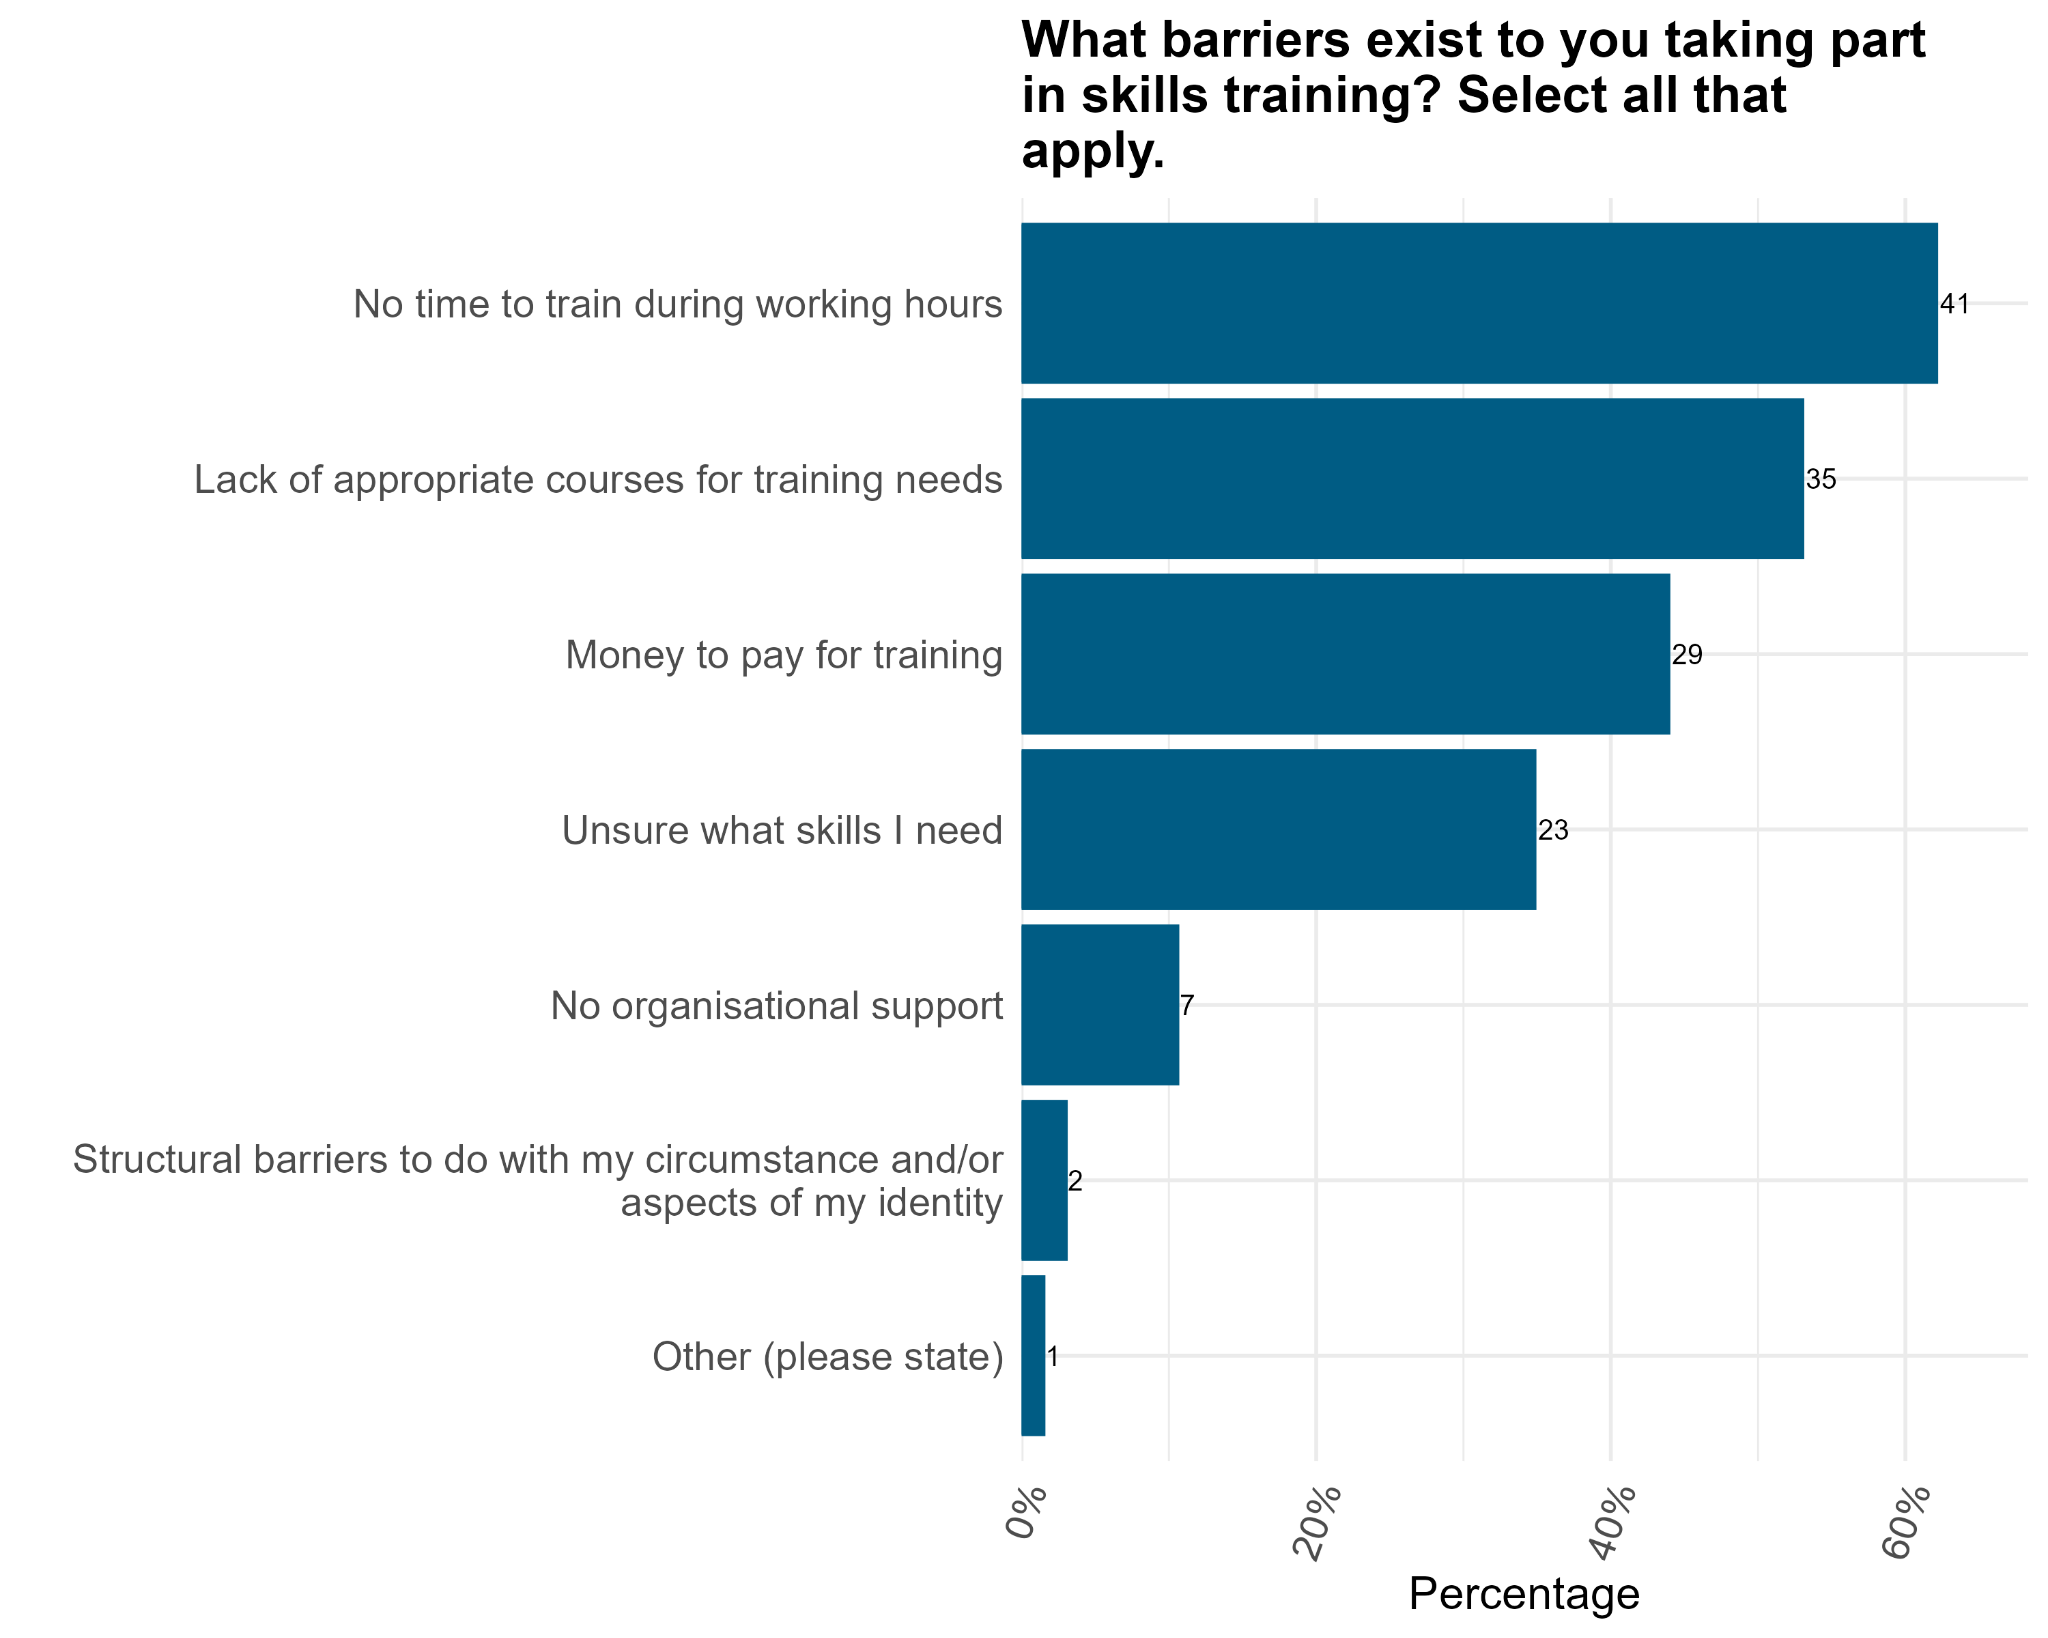 What barriers exist to you taking part
in skills training? Select all that
apply.
No time to train during working hours
41
Lack of appropriate courses for training needs
35
Money to pay for training
29
Unsure what skills I need
23
No organisational support
7
Structural barriers to do with my circumstance and/or
aspects of my identity
2
Other (please state)
1
0%
20%
40%
60%
Percentage